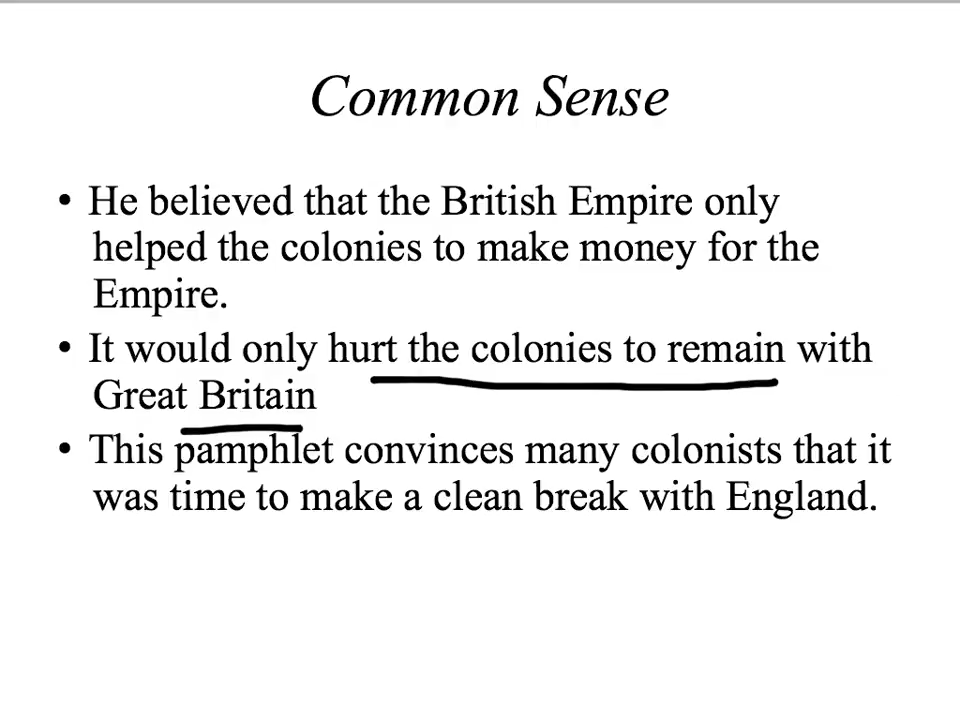 Common Sense
• He believed that the British Empire only
helped the colonies to make money for the
Empire.
• It would only hurt the colonies to remain with
Great Britain
• This pamphlet convinces many colonists that it
was time to make a clean break with England.